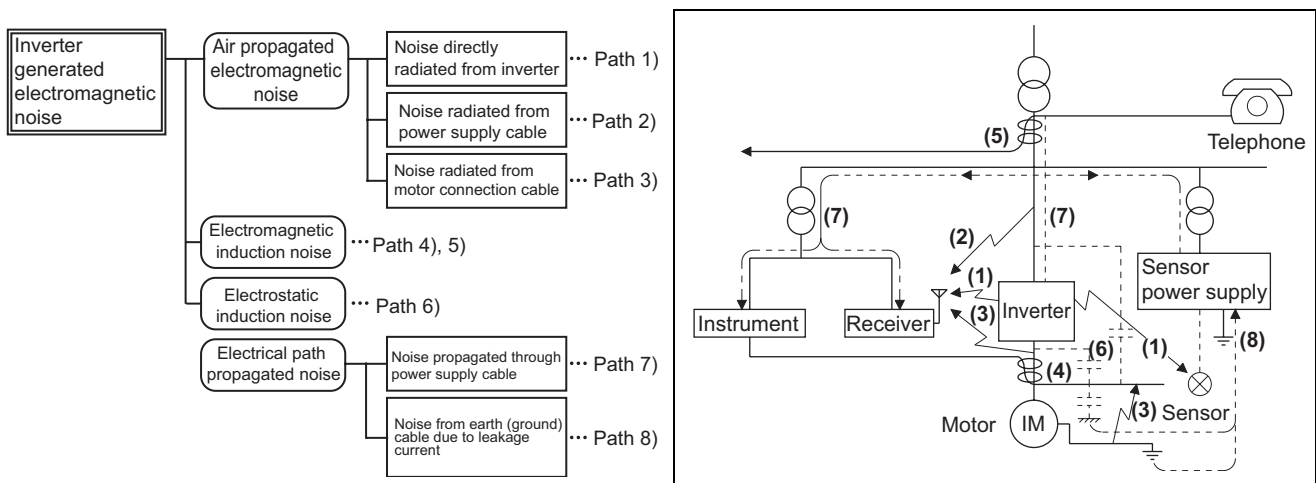 Inverter
generated
electromagnetic
noise
Air propagated
electromagnetic
noise
Noise directly
radiated from inverter
··· Path 1)
Noise radiated from
power supply cable
··· Path 2)
Noise radiated from
motor connection cable
··· Path 3)
Electromagnetic
induction noise
···Path 4), 5)
Electrostatic
induction noise
··· Path 6)
Electrical path
propagated noise
Noise propagated through
power supply cable
··· Path 7)
Noise from earth (ground)
cable due to leakage
current
··· Path 8)
Telephone
(5)
(7)
(7)
(2)
(1)
Sensor
power supply
Instrument
Receiver
(3)
Inverter
(6)
(1)
(8)
(4)
Motor
IM
(3)
Sensor